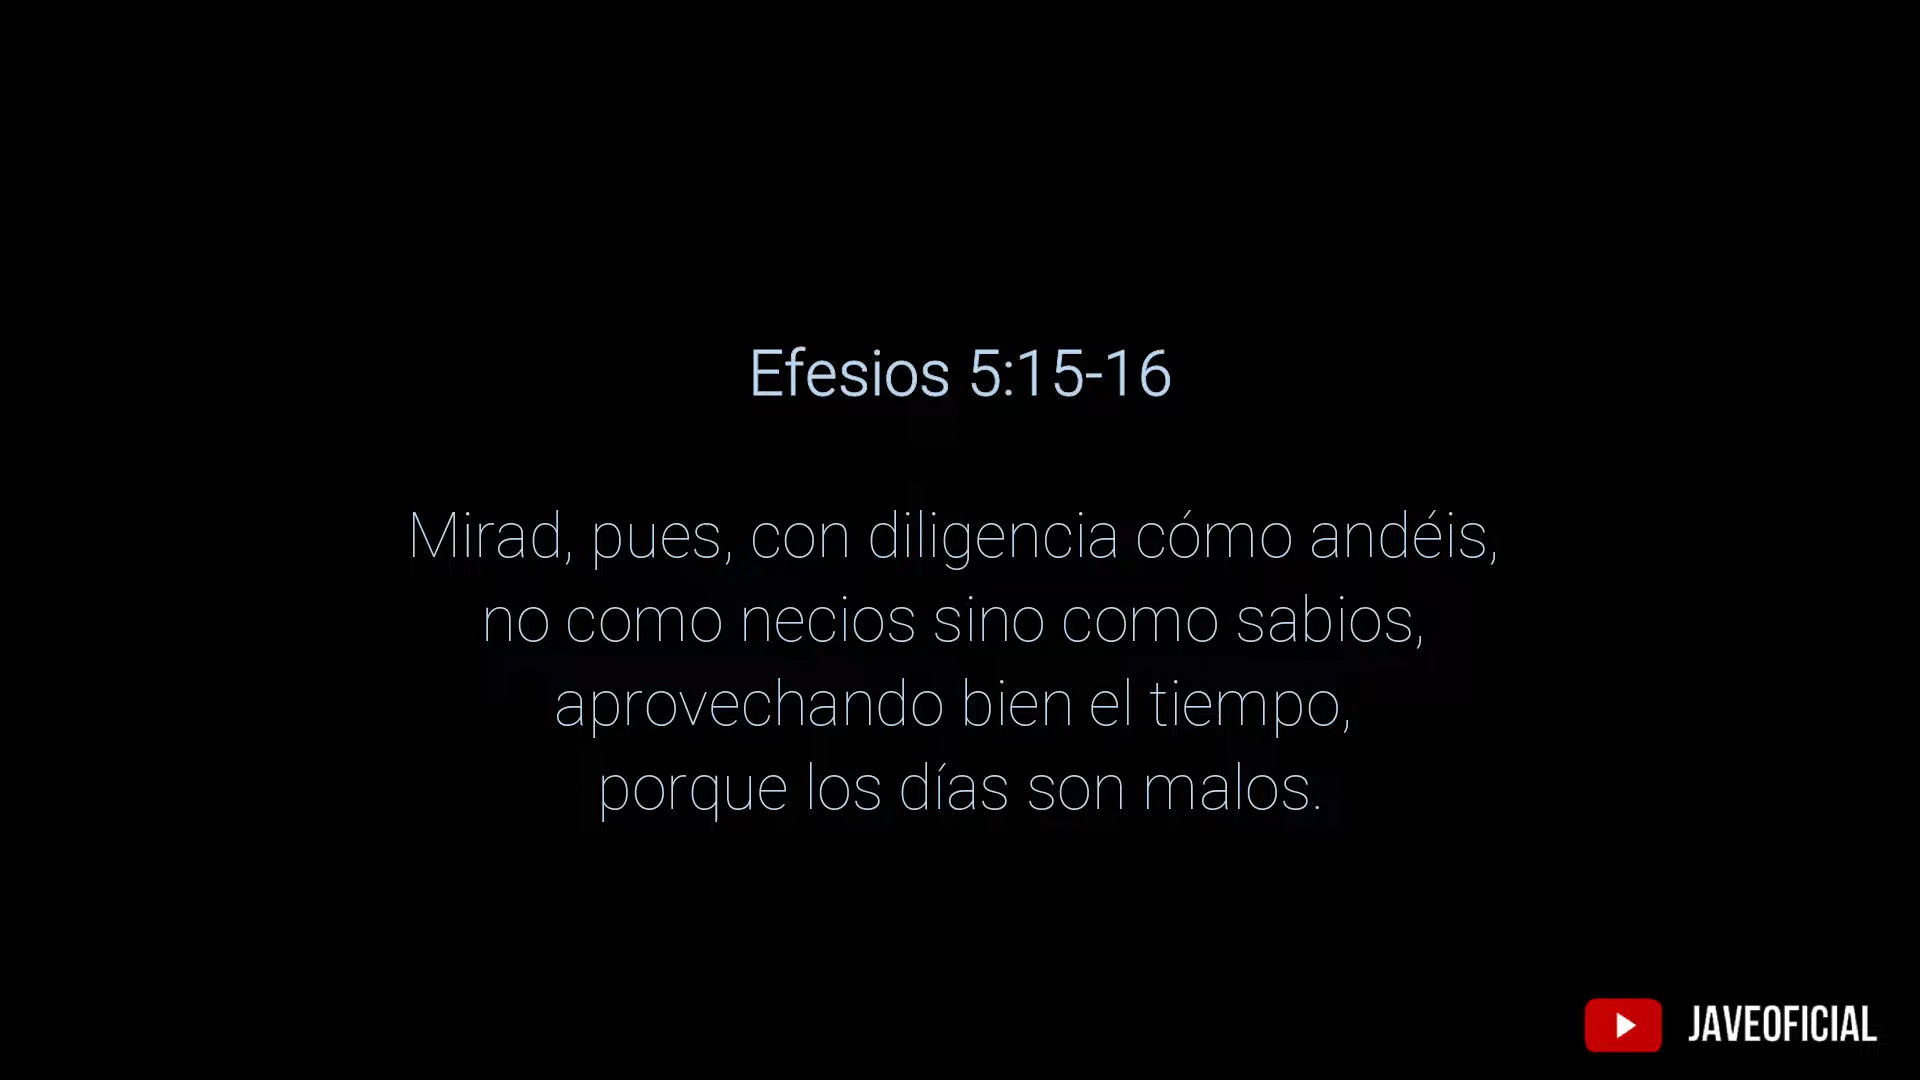 Efesios 5:15-16
Mirad, pues, con diligencia cómo andéis,
no como necios sino como sabios,
aprovechando bien el tiempo,
porque los días son malos.
JAVEOFICIAL